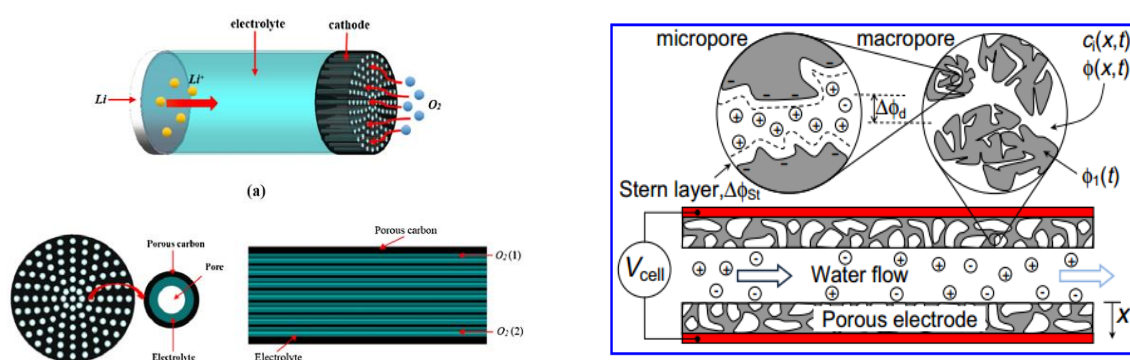 electrolyte
cathode
Li⁺
Li
O₂
(a)
Porous carbon
Pore
Electrolyte
Porous carbon
O₂(1)
O₂(2)
Electrolyte
micropore
macropore
cᵢ(x,t)
ϕ(x,t)
Δϕd
ϕ₁(t)
Stern layer,ΔϕSt
Vcell
Water flow
Porous electrode
x